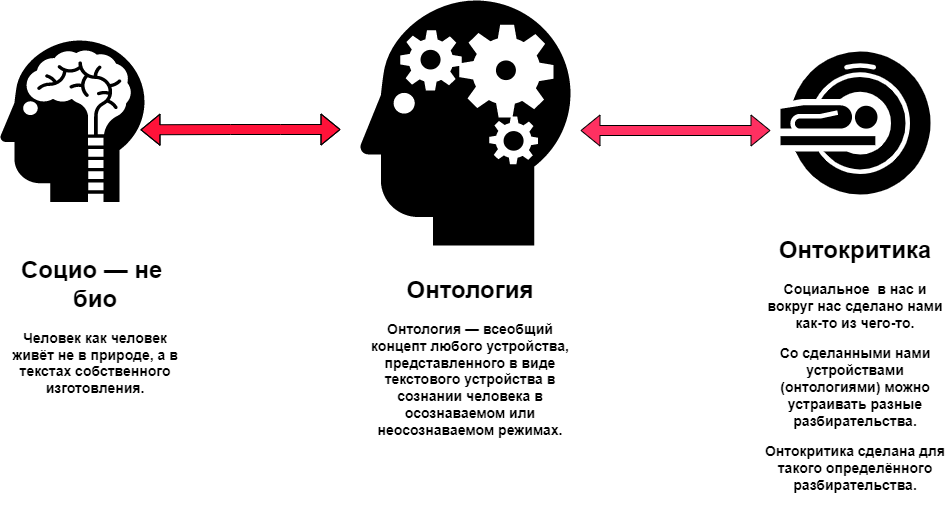 Социо — не
био
Человек как человек
живёт не в природе, а в
текстах собственного
изготовления.
Онтология
Онтология — всеобщий
концепт любого устройства,
представленного в виде
текстового устройства в
сознании человека в
осознаваемом или
неосознаваемом режимах.
Онтокритика
Социальное в нас и
вокруг нас сделано нами
как-то из чего-то.
Со сделанными нами
устройствами
(онтологиями) можно
устраивать разные
разбирательства.
Онтокритика сделана для
такого определённого
разбирательства.